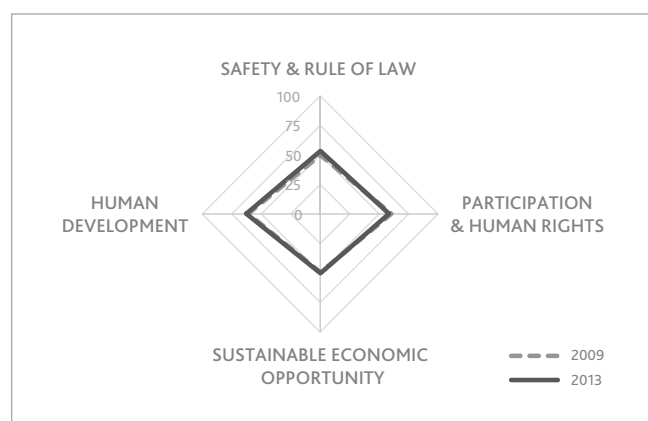 SAFETY & RULE OF LAW
100
75
50
25
0
HUMAN
DEVELOPMENT
PARTICIPATION
& HUMAN RIGHTS
SUSTAINABLE ECONOMIC
OPPORTUNITY
2009
2013